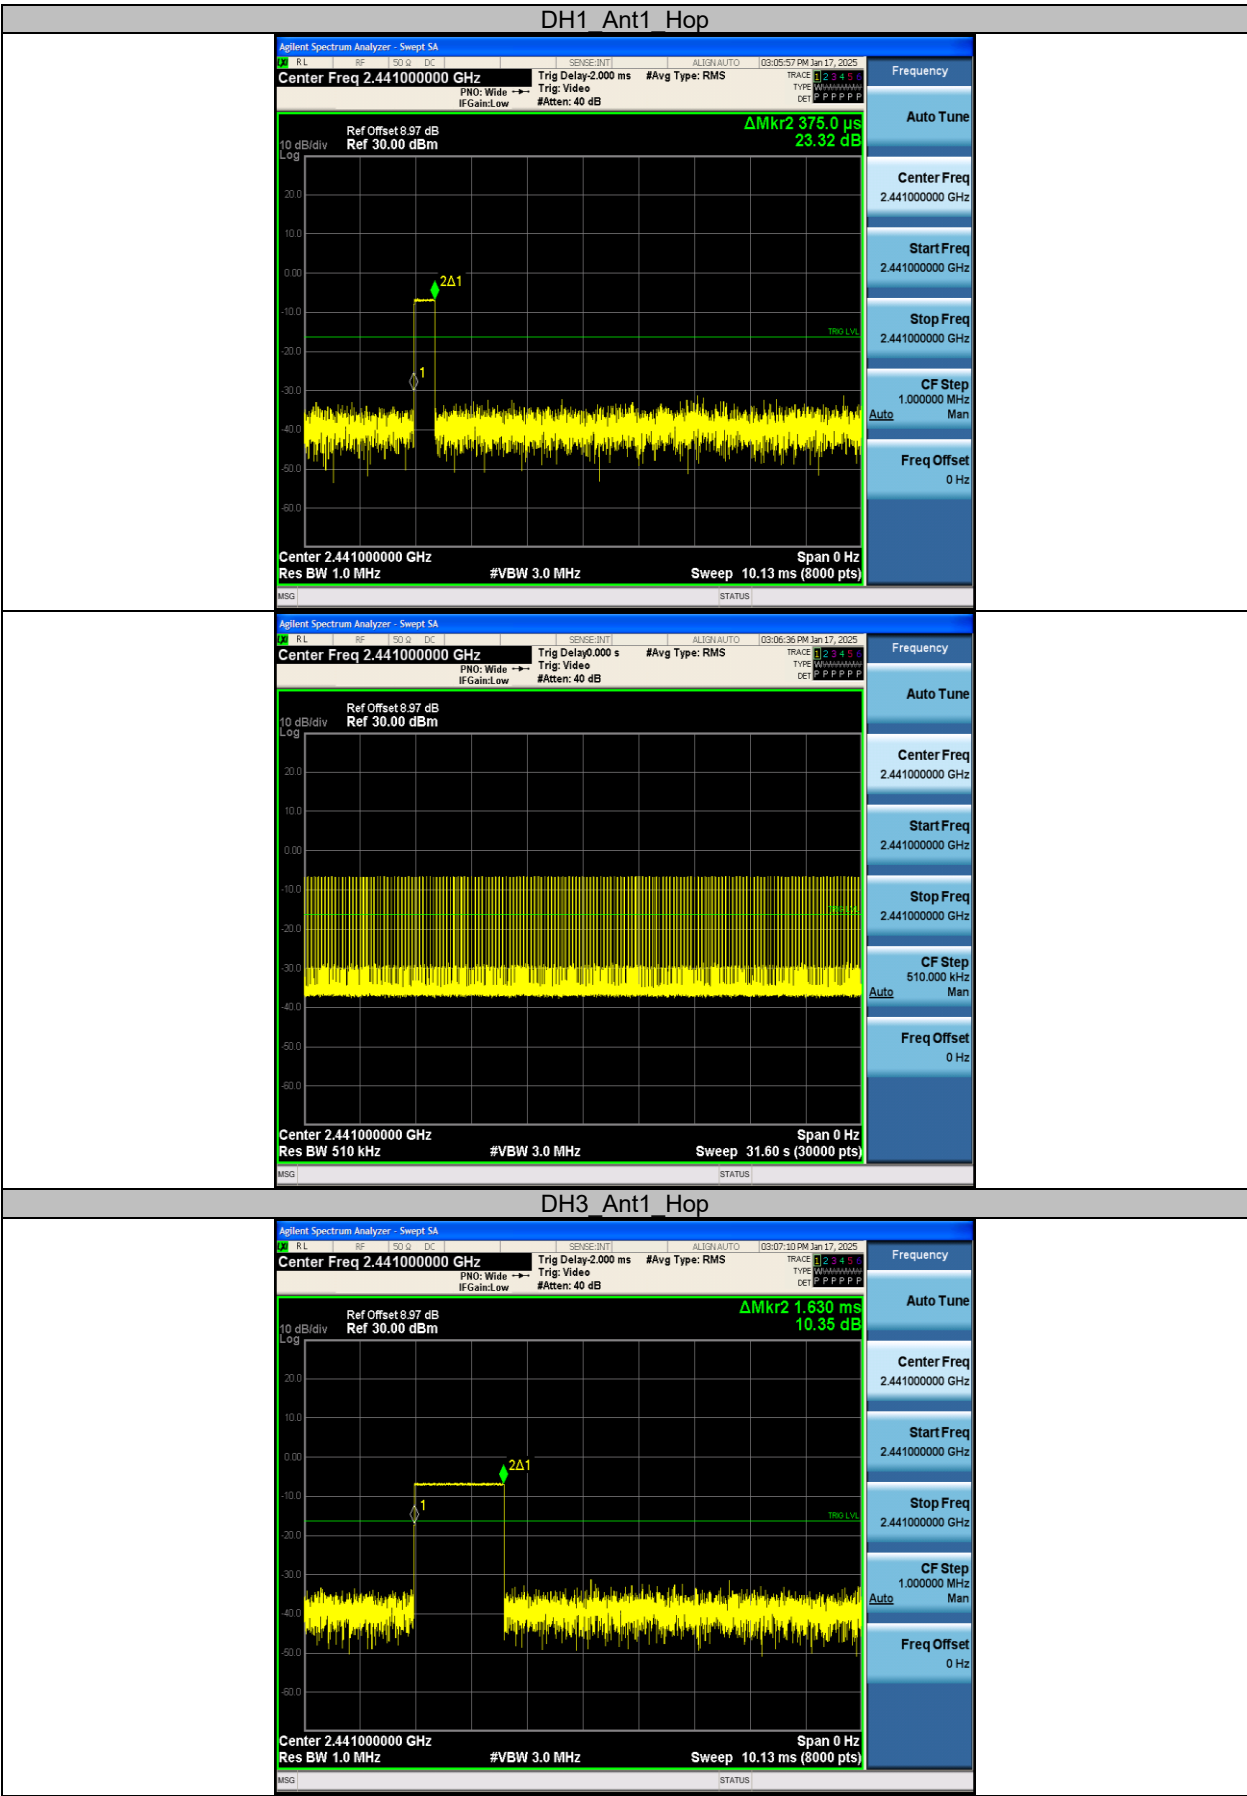 DH1_Ant1_Hop
Agilent Spectrum Analyzer - Swept SA
LXI RL RF 50 Ω DC SENSE:INT ALIGNAUTO 03:05:57 PM Jan 17, 2025
Center Freq 2.441000000 GHz
PNO: Wide
IFGain:Low
Trig Delay-2.000 ms
Trig: Video
#Atten: 40 dB
#Avg Type: RMS
TRACE 1 2 3 4 5 6
TYPE W
DET P P P P P P
ΔMkr2 375.0 µs
23.32 dB
Ref Offset 8.97 dB
10 dB/div Ref 30.00 dBm
Log
20.0
10.0
0.00
-10.0
-20.0
-30.0
-40.0
-50.0
-60.0
2Δ1
1
TRIG LVL
Center 2.441000000 GHz Span 0 Hz
Res BW 1.0 MHz #VBW 3.0 MHz Sweep 10.13 ms (8000 pts)
MSG STATUS
Frequency
Auto Tune
Center Freq
2.441000000 GHz
Start Freq
2.441000000 GHz
Stop Freq
2.441000000 GHz
CF Step
1.000000 MHz
Auto Man
Freq Offset
0 Hz
Agilent Spectrum Analyzer - Swept SA
LXI RL RF 50 Ω DC SENSE:INT ALIGNAUTO 03:06:36 PM Jan 17, 2025
Center Freq 2.441000000 GHz
PNO: Wide
IFGain:Low
Trig Delay0.000 s
Trig: Video
#Atten: 40 dB
#Avg Type: RMS
TRACE 1 2 3 4 5 6
TYPE W
DET P P P P P P
Ref Offset 8.97 dB
10 dB/div Ref 30.00 dBm
Log
20.0
10.0
0.00
-10.0
-20.0
-30.0
-40.0
-50.0
-60.0
Center 2.441000000 GHz Span 0 Hz
Res BW 510 kHz #VBW 3.0 MHz Sweep 31.60 s (30000 pts)
MSG STATUS
Frequency
Auto Tune
Center Freq
2.441000000 GHz
Start Freq
2.441000000 GHz
Stop Freq
2.441000000 GHz
CF Step
510.000 kHz
Auto Man
Freq Offset
0 Hz
DH3_Ant1_Hop
Agilent Spectrum Analyzer - Swept SA
LXI RL RF 50 Ω DC SENSE:INT ALIGNAUTO 03:07:10 PM Jan 17, 2025
Center Freq 2.441000000 GHz
PNO: Wide
IFGain:Low
Trig Delay-2.000 ms
Trig: Video
#Atten: 40 dB
#Avg Type: RMS
TRACE 1 2 3 4 5 6
TYPE W
DET P P P P P P
ΔMkr2 1.630 ms
10.35 dB
Ref Offset 8.97 dB
10 dB/div Ref 30.00 dBm
Log
20.0
10.0
0.00
-10.0
-20.0
-30.0
-40.0
-50.0
-60.0
2Δ1
1
TRIG LVL
Center 2.441000000 GHz Span 0 Hz
Res BW 1.0 MHz #VBW 3.0 MHz Sweep 10.13 ms (8000 pts)
MSG STATUS
Frequency
Auto Tune
Center Freq
2.441000000 GHz
Start Freq
2.441000000 GHz
Stop Freq
2.441000000 GHz
CF Step
1.000000 MHz
Auto Man
Freq Offset
0 Hz